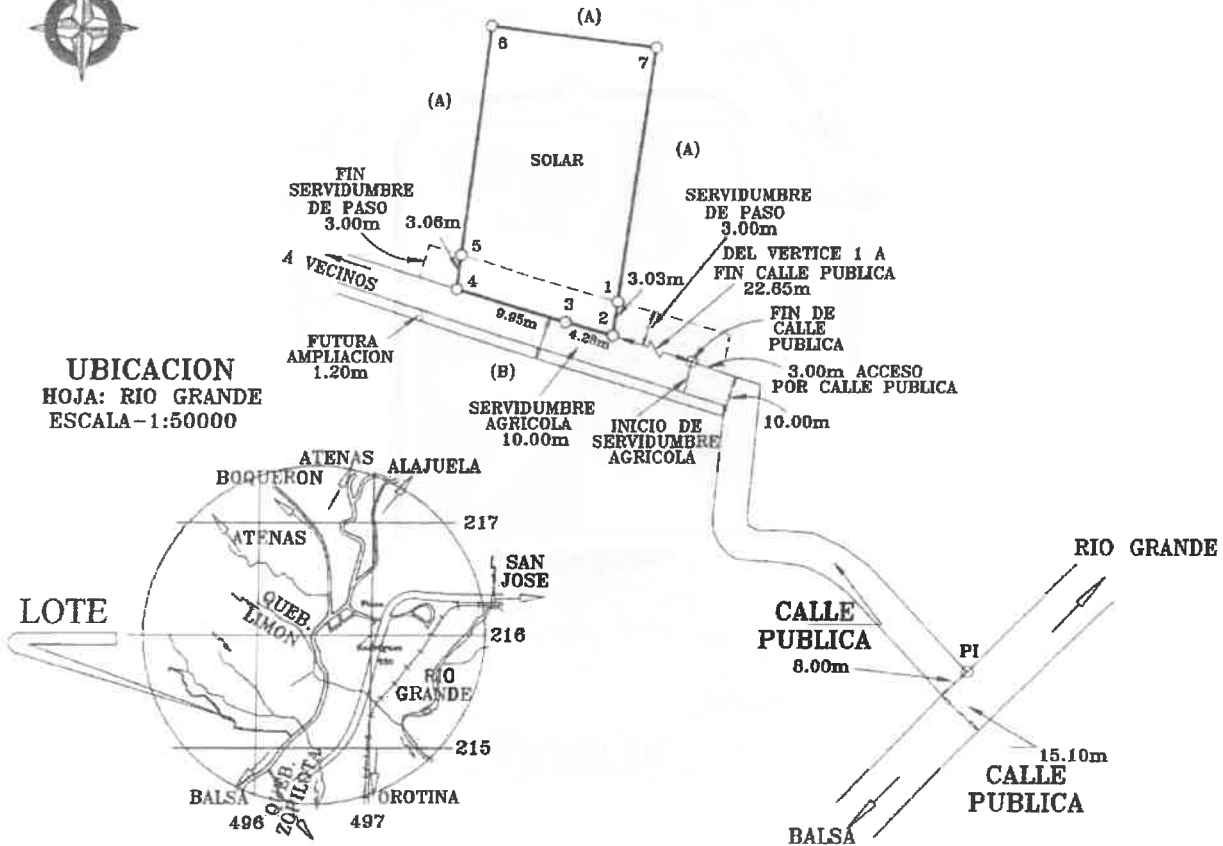 (A)
6
7
(A)
(A)
SOLAR
FIN
SERVIDUMBRE
DE PASO
3.00m
3.06m
SERVIDUMBRE
DE PASO
3.00m
DEL VERTICE 1 A
FIN CALLE PUBLICA
22.65m
5
A VECINOS
4
1
3.03m
2
3
9.95m
4.28m
FIN DE
CALLE
PUBLICA
3.00m ACCESO
POR CALLE PUBLICA
10.00m
FUTURA
AMPLIACION
1.20m
(B)
SERVIDUMBRE
AGRICOLA
10.00m
INICIO DE
SERVIDUMBRE
AGRICOLA
UBICACION
HOJA: RIO GRANDE
ESCALA-1:50000
ATENAS
BOQUERON
ALAJUELA
217
ATENAS
SAN
JOSE
LOTE
QUEB.
LIMON
216
RIO
GRANDE
215
QUEB.
ZOPILOTA
BALSA
OROTINA
496
497
RIO GRANDE
CALLE
PUBLICA
8.00m
PI
15.10m
CALLE
PUBLICA
BALSA